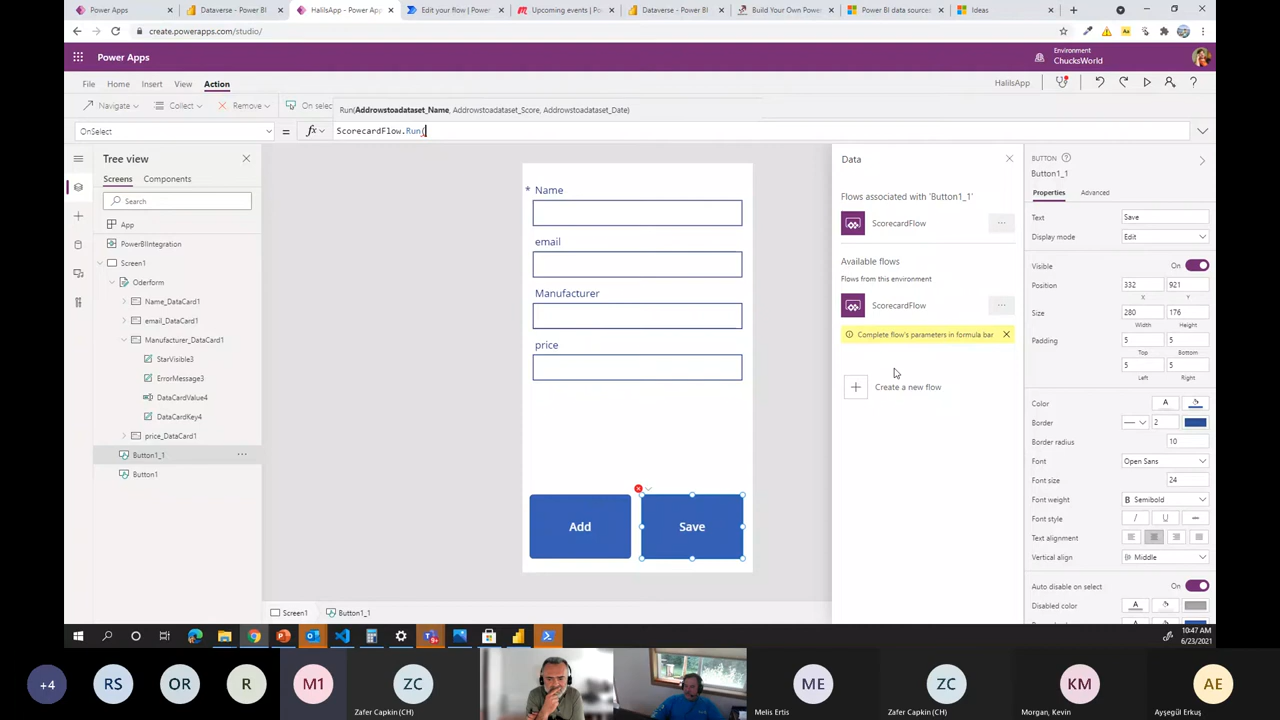 Power Apps
Dataverse - Power BI
HalilsApp - Power Apps
Edit your flow | Power
Upcoming events |
Dataverse - Power BI
Build Your Own Power
Power BI data sources
Ideas
create.powerapps.com/studio/
Power Apps
Environment
ChucksWorld
File Home Insert View Action
HalilsApp
Navigate Collect Remove On select
Run(Addrowstoadataset_Name, Addrowstoadataset_Score, Addrowstoadataset_Date)
OnSelect = fx ScorecardFlow.Run(
Tree view
Screens Components
Search
App
PowerBIIntegration
Screen1
Oderform
Name_DataCard1
email_DataCard1
Manufacturer_DataCard1
StarVisible3
ErrorMessage3
DataCardValue4
DataCardKey4
price_DataCard1
Button1_1
Button1
* Name
email
Manufacturer
price
Add
Save
Screen1
Button1_1
Data
Flows associated with 'Button1_1'
ScorecardFlow
Available flows
Flows from this environment
ScorecardFlow
Complete flow's parameters in formula bar
Create a new flow
BUTTON
Button1_1
Properties Advanced
Text Save
Display mode Edit
Visible On
Position 332 921
X Y
Size 280 176
Width Height
Padding 5 5
Top Bottom
5 5
Left Right
Color A
Border 2
Border radius 10
Font Open Sans
Font size 24
Font weight B Semibold
Font style
Text alignment
Vertical align Middle
Auto disable on select On
Disabled color A
10:47 AM
6/23/2021
+4
RS
OR
R
M1
ZC
Zafer Capkin (CH)
ME
Melis Ertis
ZC
Zafer Capkin (CH)
KM
Morgan, Kevin
AE
Ayşegül Erkuş